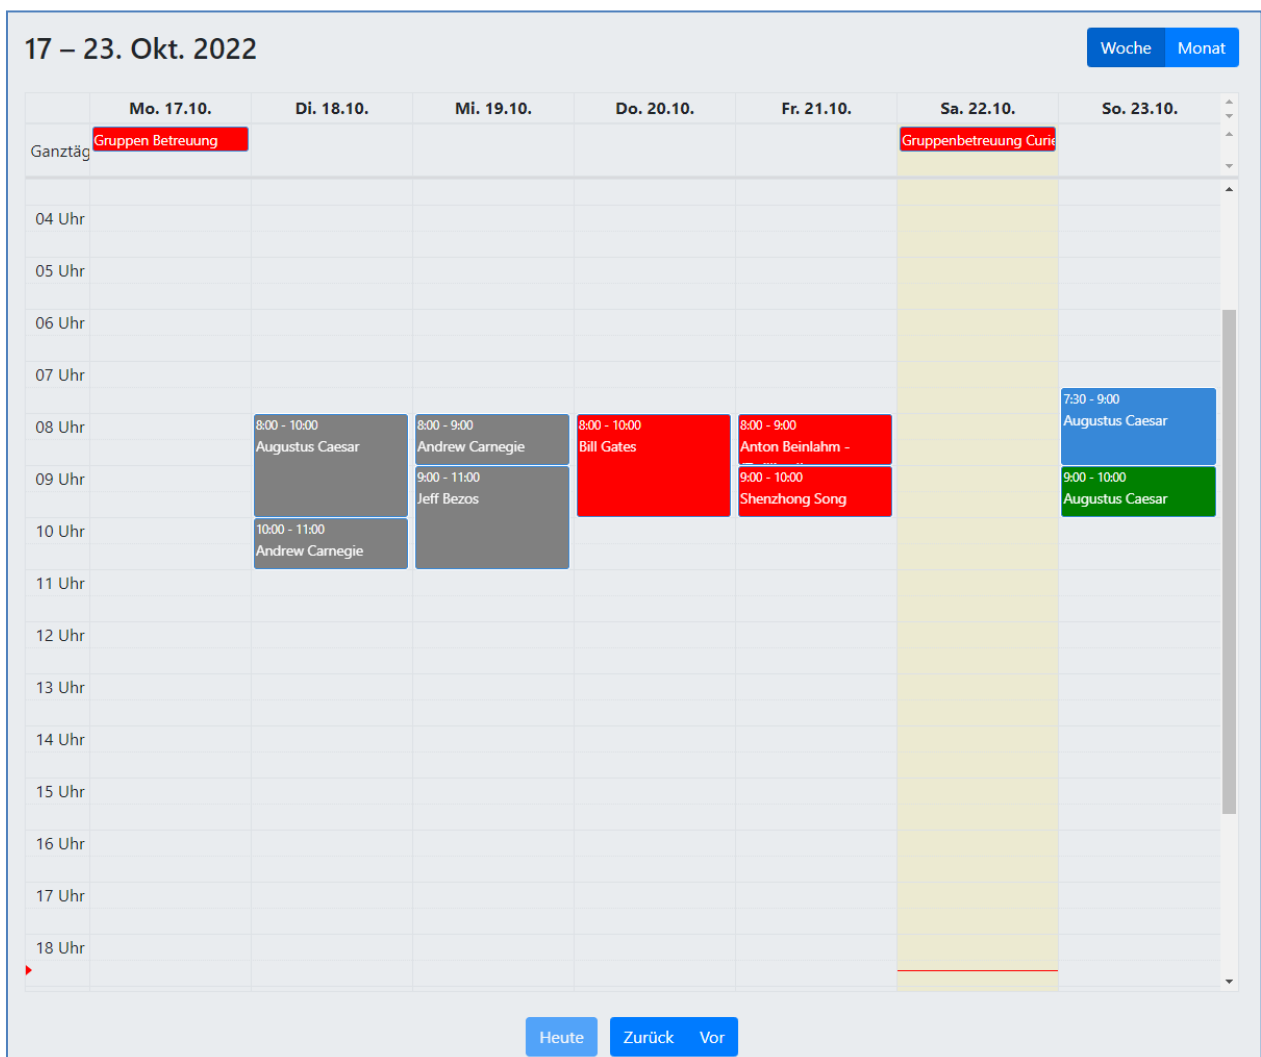 17 – 23. Okt. 2022
Woche Monat
Mo. 17.10. Di. 18.10. Mi. 19.10. Do. 20.10. Fr. 21.10. Sa. 22.10. So. 23.10.
Ganztäg
Gruppen Betreuung
Gruppenbetreuung Curie
04 Uhr
05 Uhr
06 Uhr
07 Uhr
08 Uhr
09 Uhr
10 Uhr
11 Uhr
12 Uhr
13 Uhr
14 Uhr
15 Uhr
16 Uhr
17 Uhr
18 Uhr
8:00 - 10:00
Augustus Caesar
10:00 - 11:00
Andrew Carnegie
8:00 - 9:00
Andrew Carnegie
9:00 - 11:00
Jeff Bezos
8:00 - 10:00
Bill Gates
8:00 - 9:00
Anton Beinlahm -
9:00 - 10:00
Shenzhong Song
7:30 - 9:00
Augustus Caesar
9:00 - 10:00
Augustus Caesar
Heute Zurück Vor